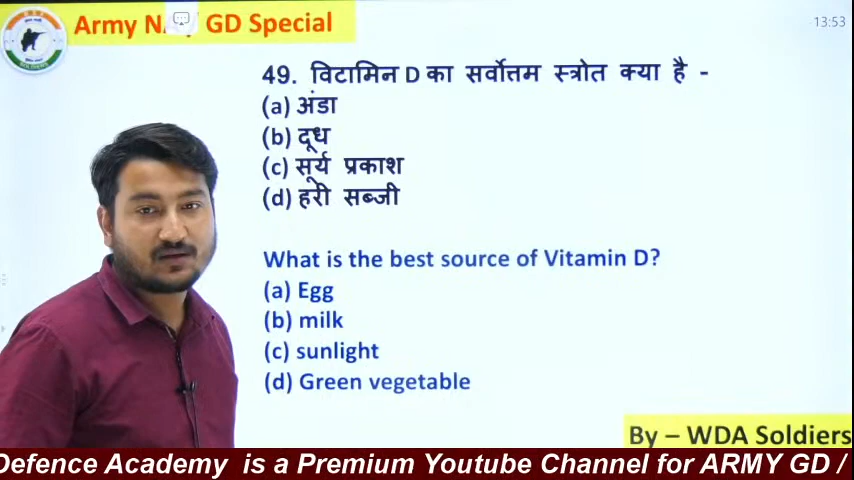 Army N GD Special
13:53
49. विटामिन D का सर्वोत्तम स्त्रोत क्या है -
(a) अंडा
(b) दूध
(c) सूर्य प्रकाश
(d) हरी सब्जी
What is the best source of Vitamin D?
(a) Egg
(b) milk
(c) sunlight
(d) Green vegetable
By – WDA Soldiers
Defence Academy is a Premium Youtube Channel for ARMY GD /